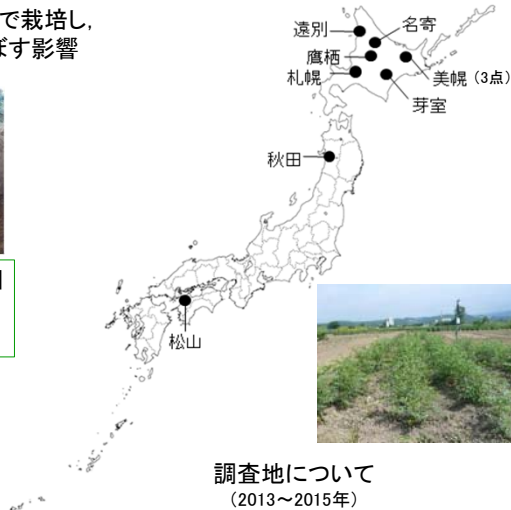 で栽培し,
ぼす影響
遠別
名寄
鷹栖
札幌
美幌（3点）
芽室
秋田
松山
調査地について
（2013～2015年）